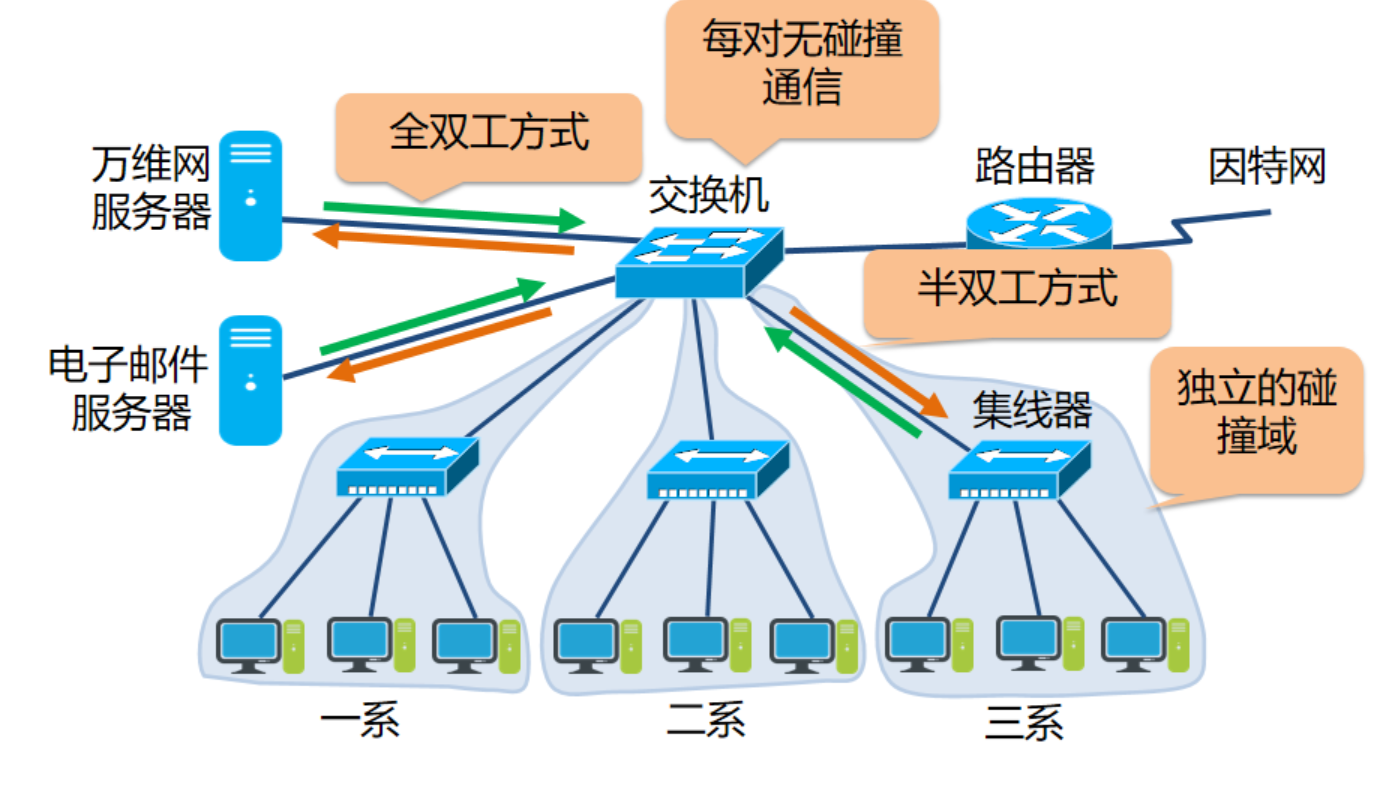 每对无碰撞
通信
全双工方式
万维网
服务器
交换机
路由器
因特网
半双工方式
电子邮件
服务器
集线器
独立的碰
撞域
一系
二系
三系